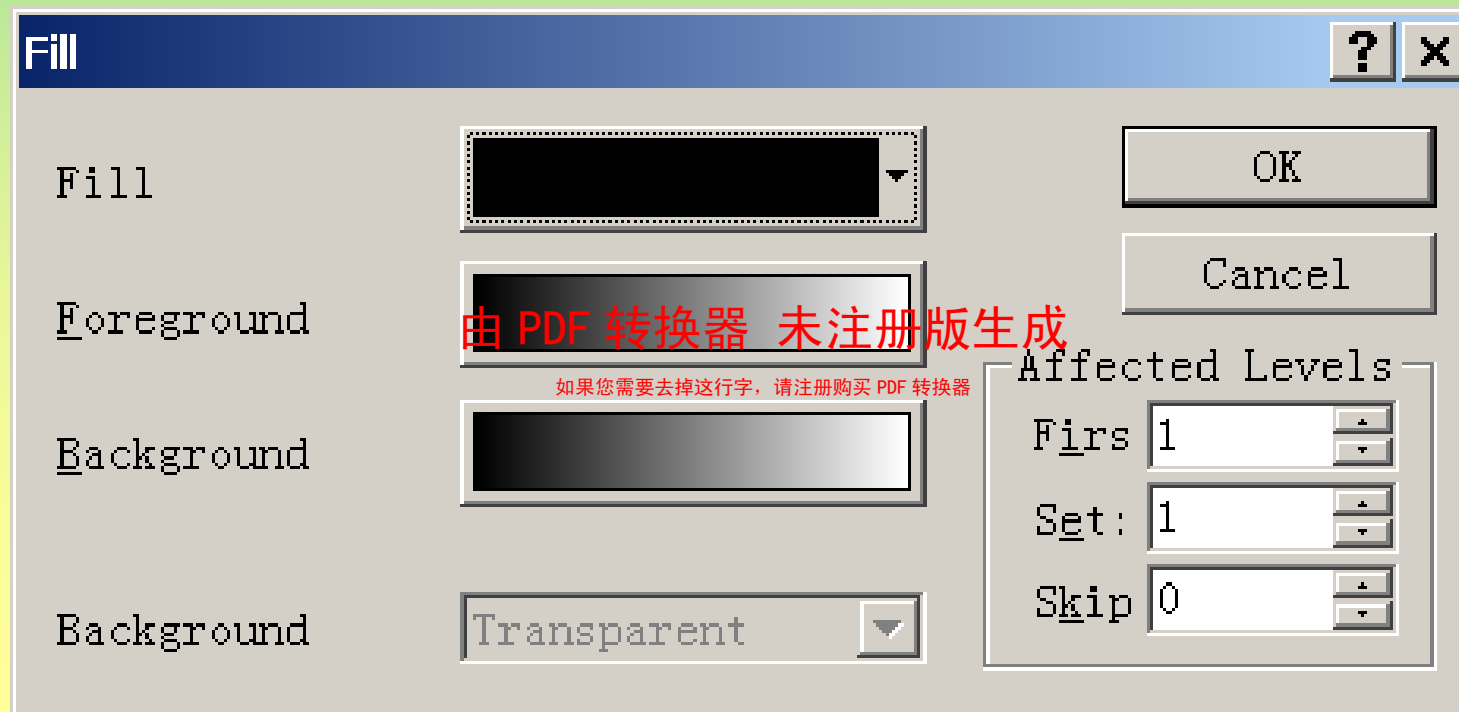 Fill
Fill
OK
Cancel
Foreground
由 PDF 转换器 未注册版生成
如果您需要去掉这行字，请注册购买 PDF 转换器
Background
Affected Levels
Firs 1
Set: 1
Skip 0
Background Transparent